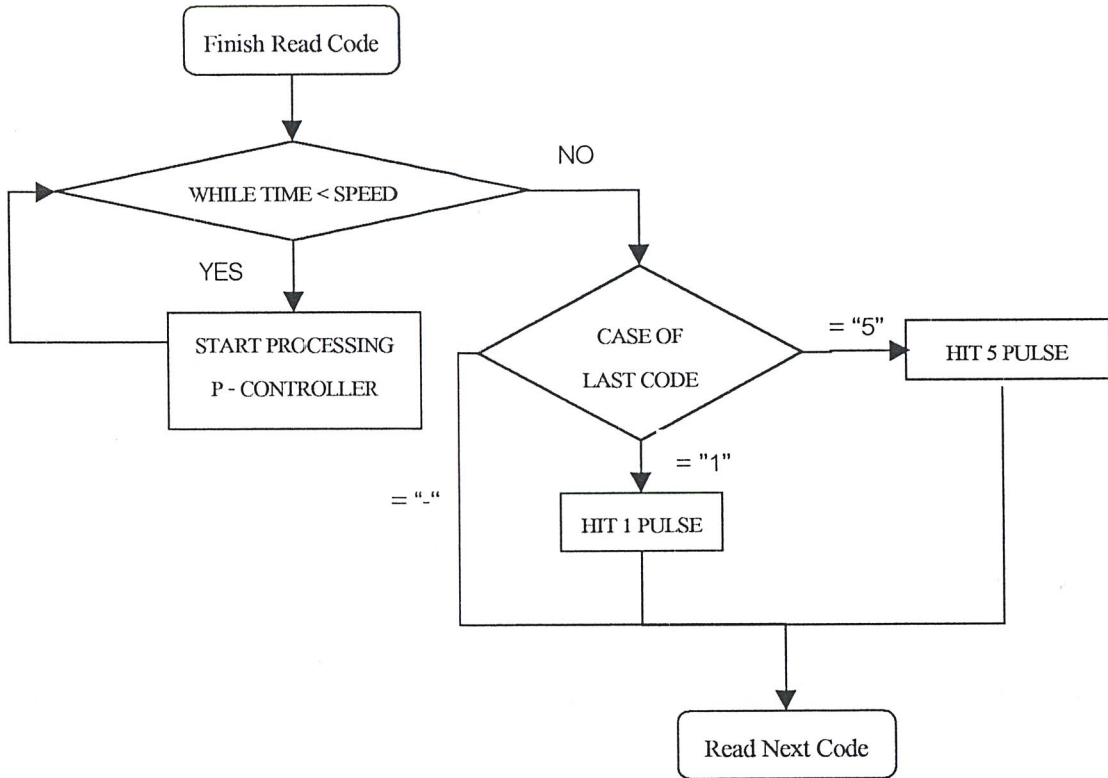 Finish Read Code
NO
WHILE TIME < SPEED
YES
START PROCESSING
P - CONTROLLER
CASE OF
LAST CODE
= “5”
HIT 5 PULSE
= ”1”
= “-“
HIT 1 PULSE
Read Next Code